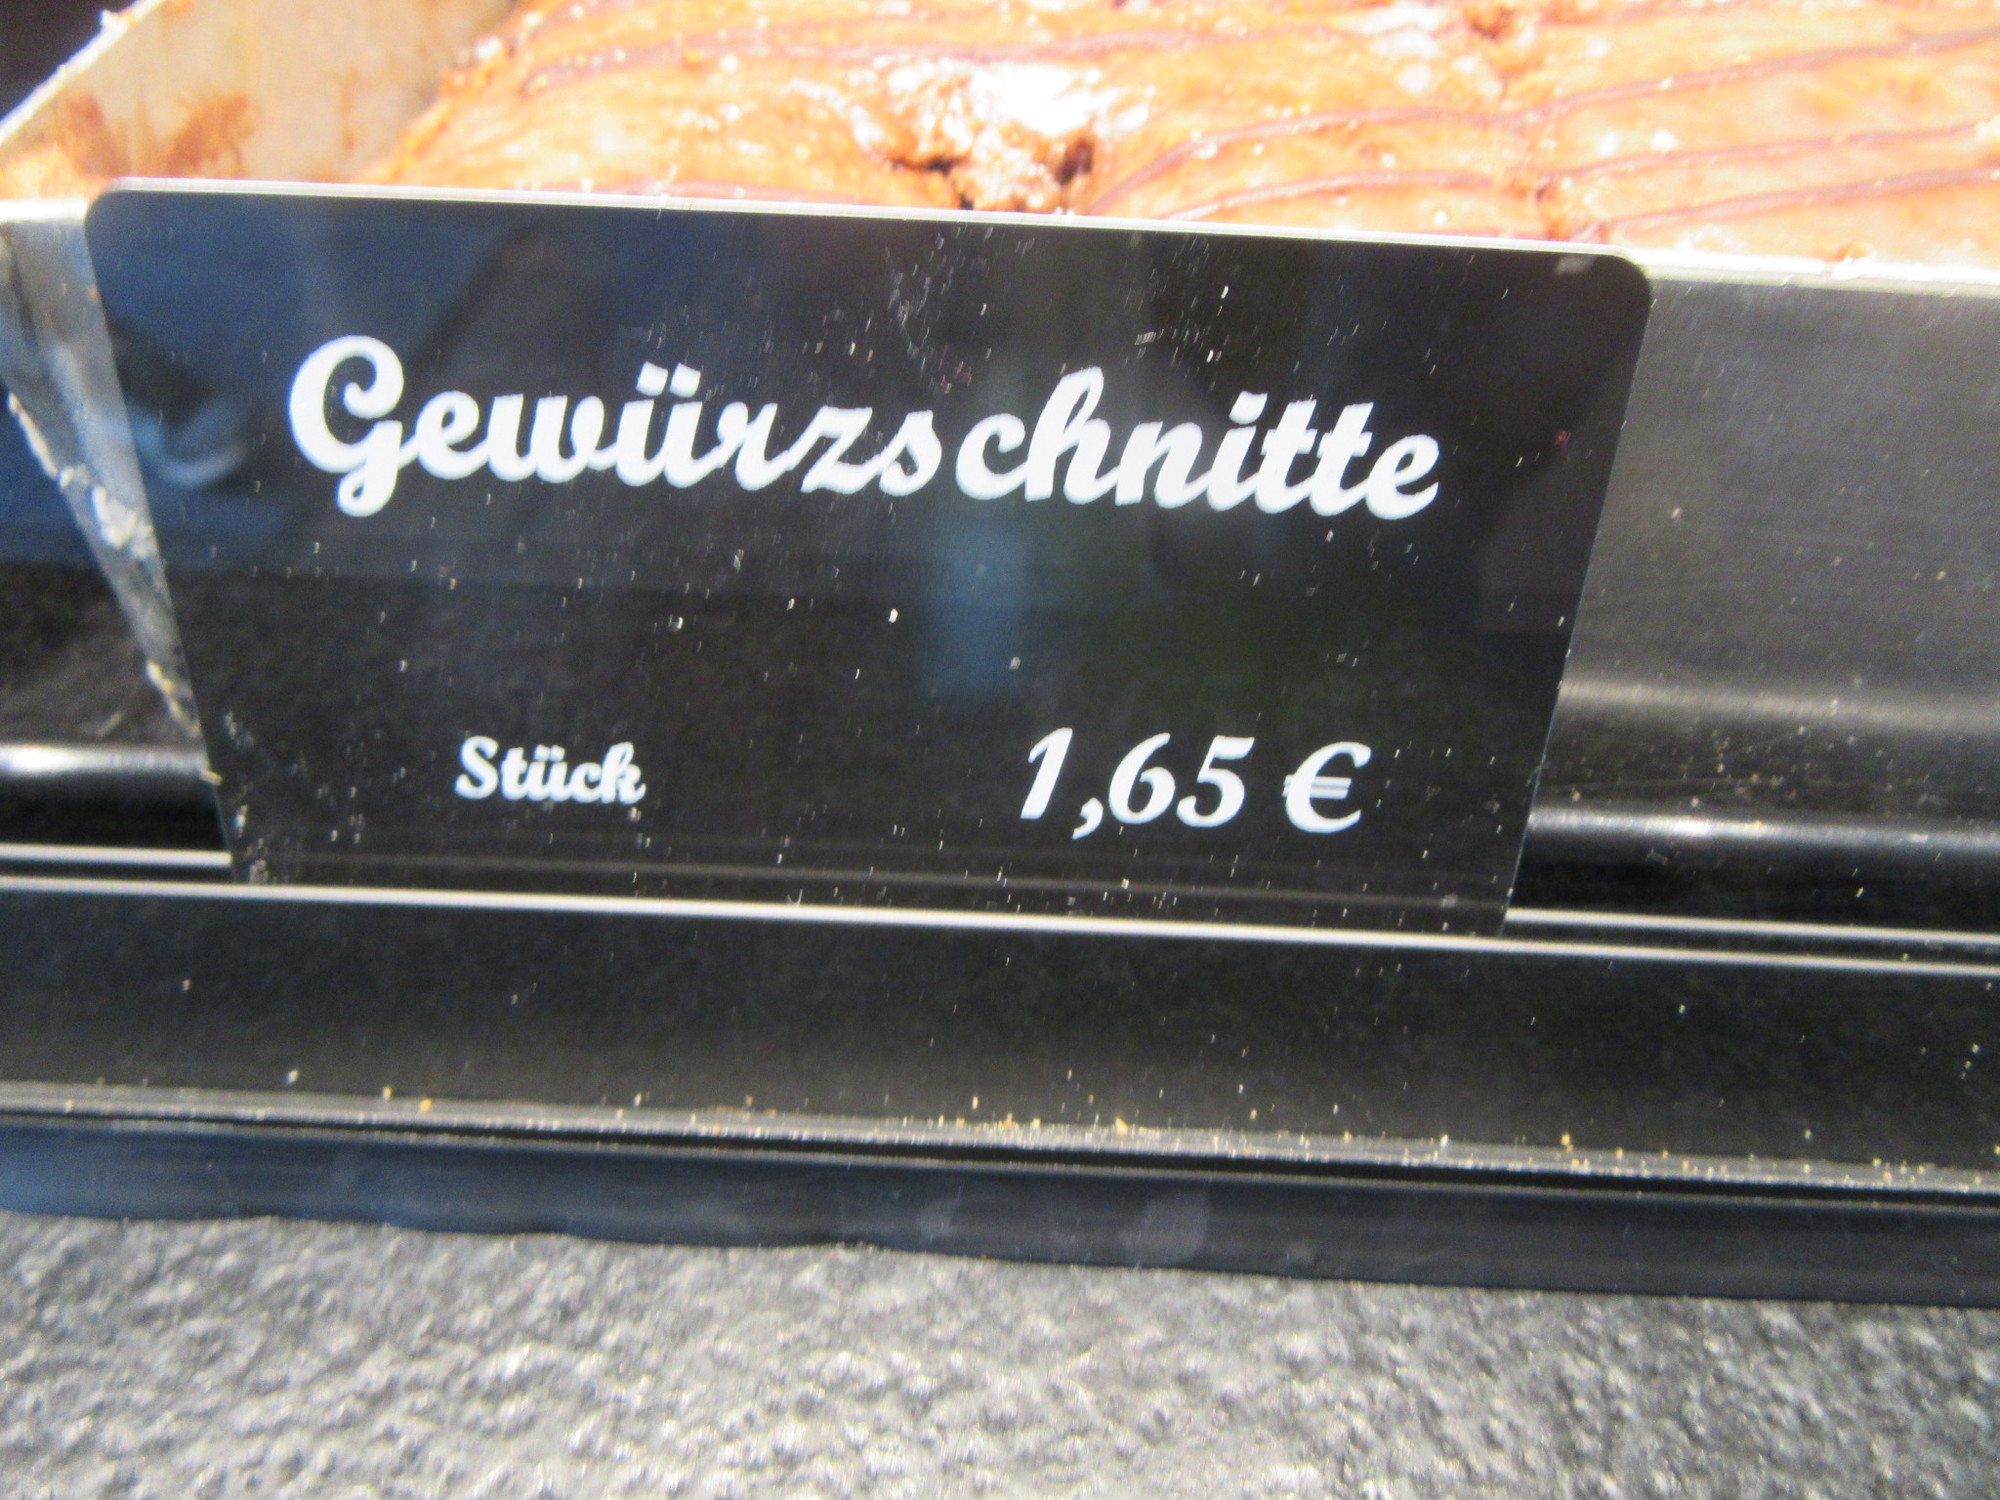 Gewürzschnitte
Stück 1,65 €